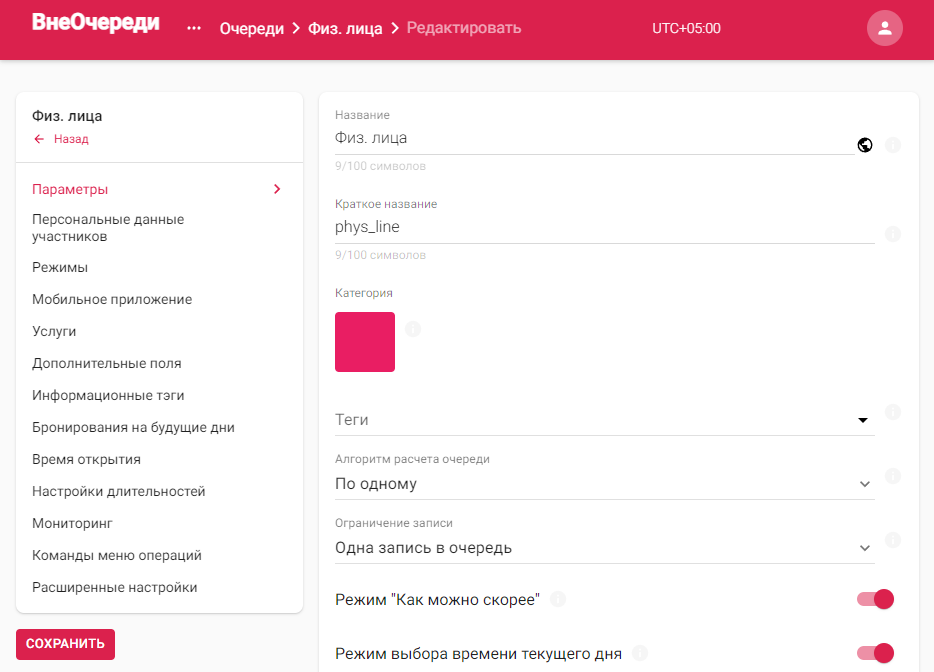 ВнеОчереди
... Очереди > Физ. лица > Редактировать
UTC+05:00
Физ. лица
← Назад
Параметры
Персональные данные
участников
Режимы
Мобильное приложение
Услуги
Дополнительные поля
Информационные тэги
Бронирования на будущие дни
Время открытия
Настройки длительностей
Мониторинг
Команды меню операций
Расширенные настройки
СОХРАНИТЬ
Название
Физ. лица
9/100 символов
Краткое название
phys_line
9/100 символов
Категория
Теги
Алгоритм расчета очереди
По одному
Ограничение записи
Одна запись в очередь
Режим "Как можно скорее"
Режим выбора времени текущего дня